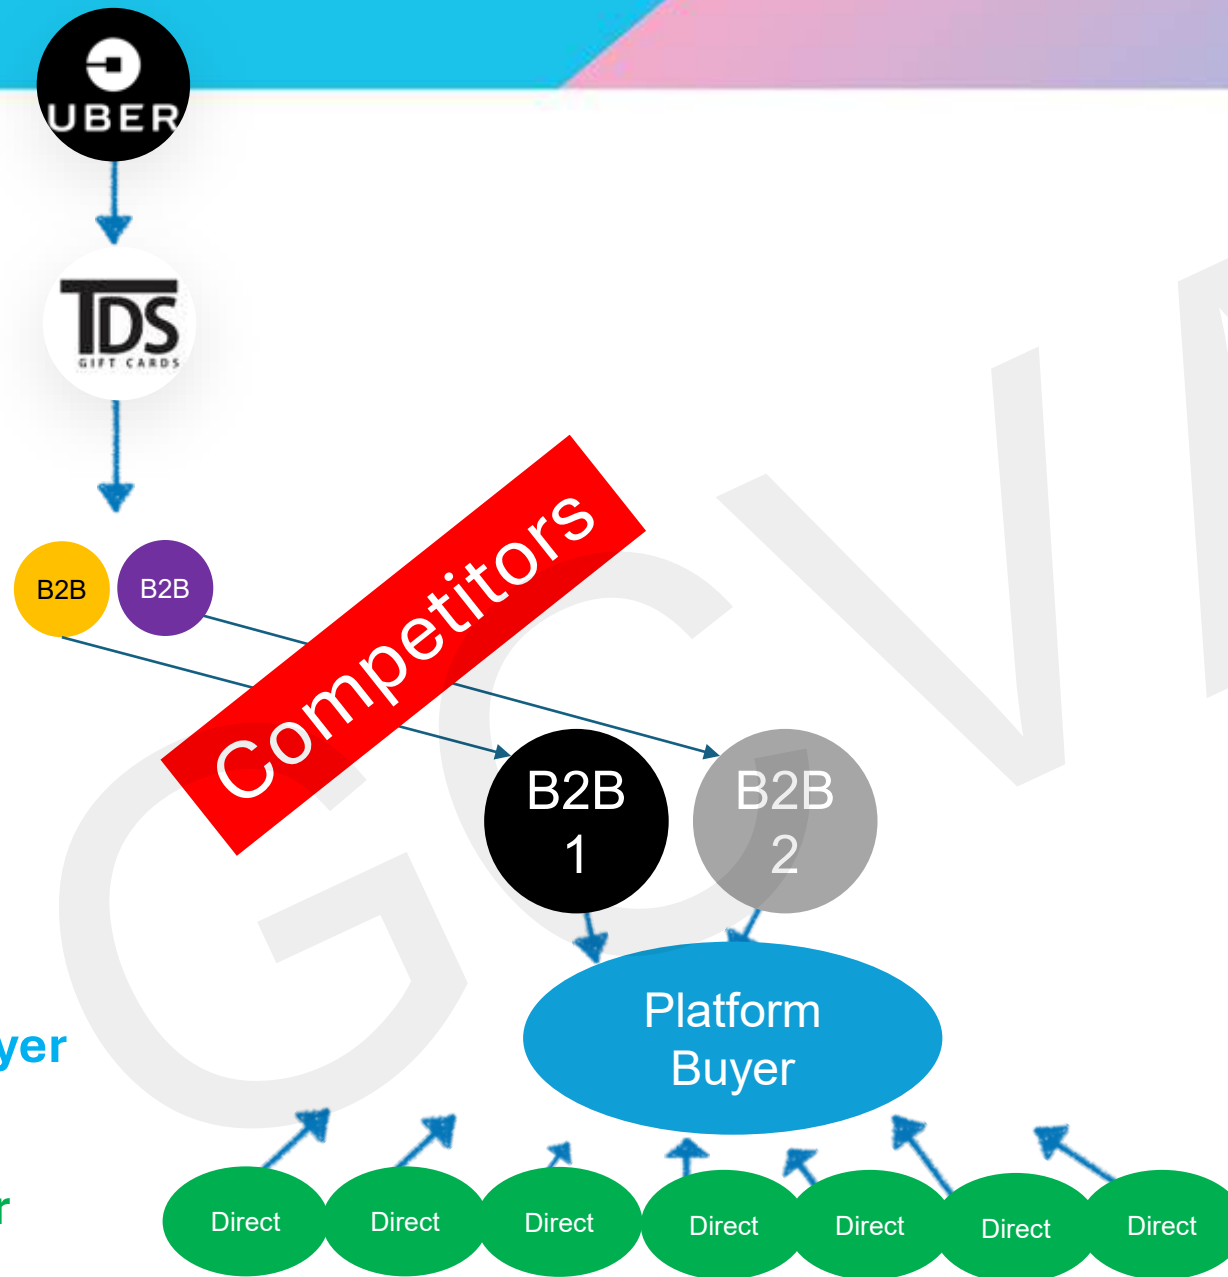 UBER
TDS
GIFT CARDS
B2B
B2B
Competitors
B2B
1
B2B
2
Platform
Buyer
yer
r
Direct
Direct
Direct
Direct
Direct
Direct
Direct
GCVA